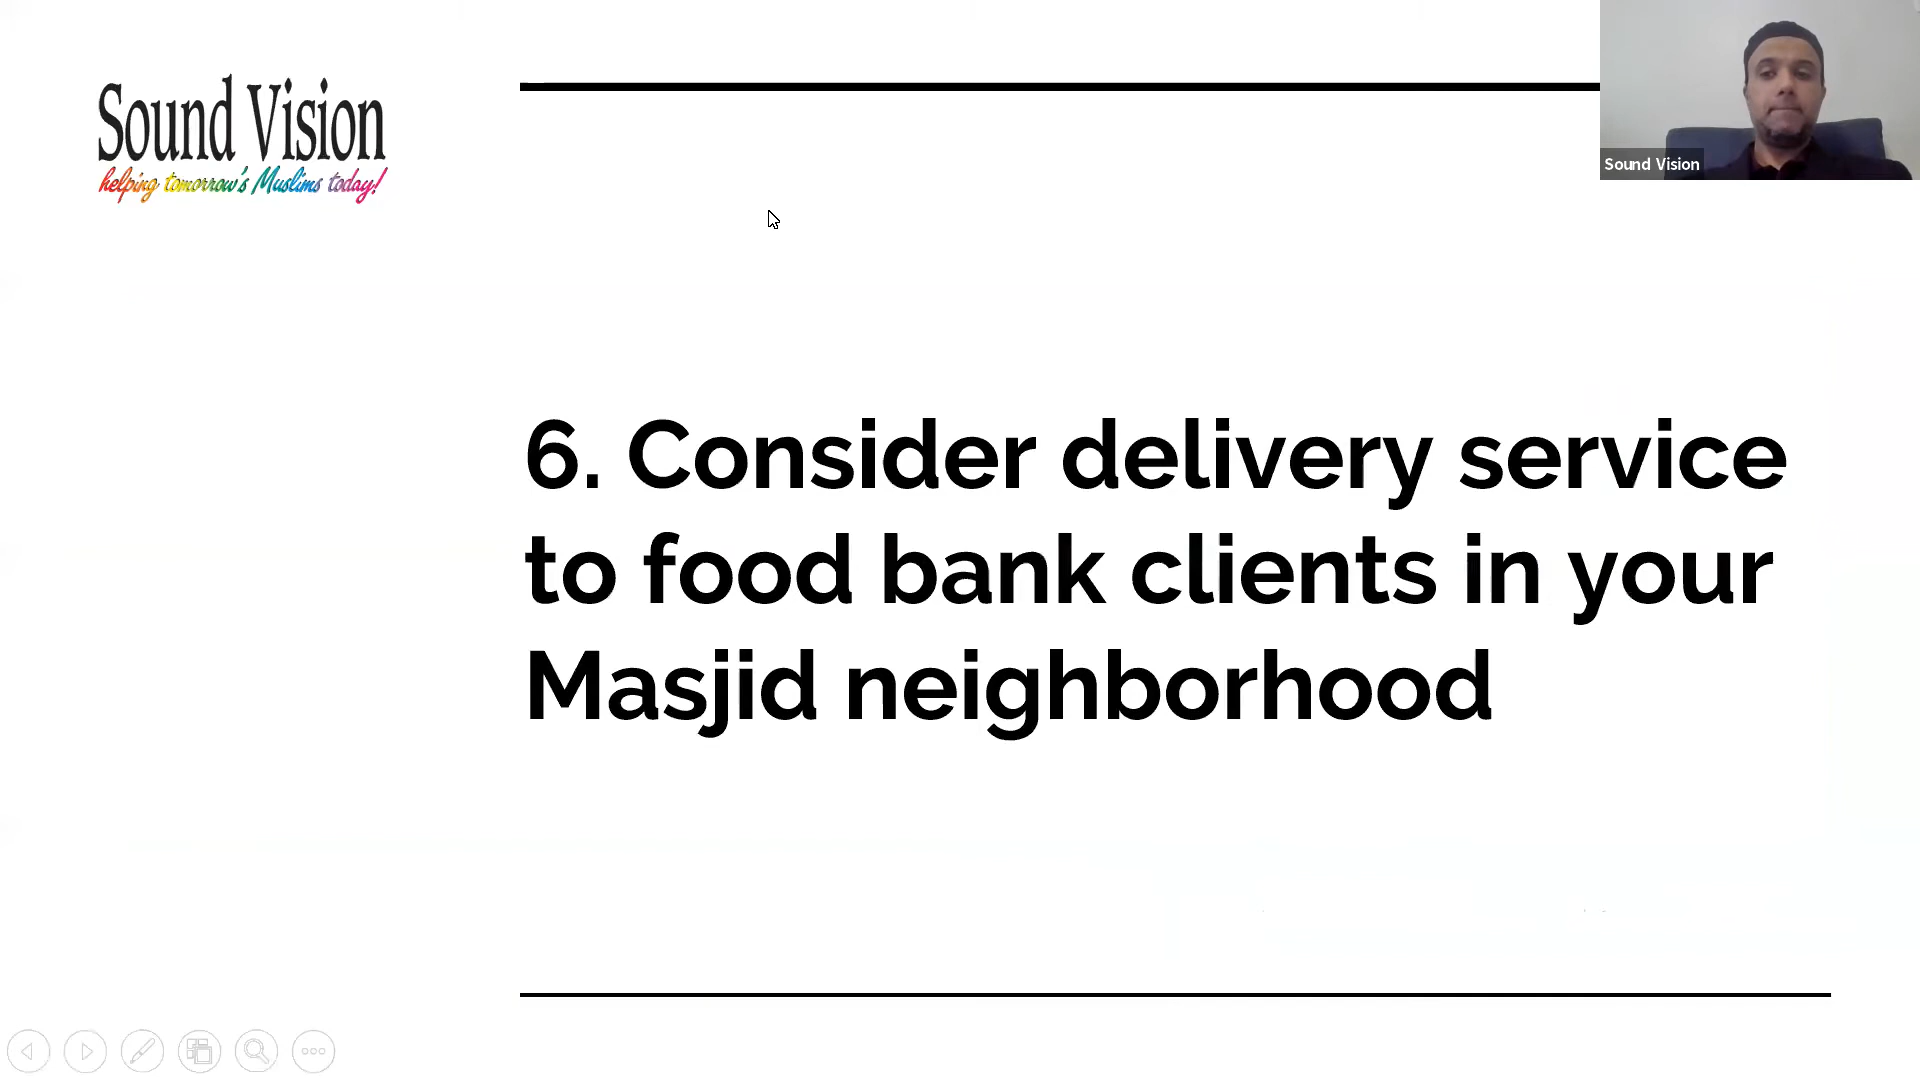 Sound Vision
helping tomorrow's Muslims today!
Sound Vision
6. Consider delivery service
to food bank clients in your
Masjid neighborhood